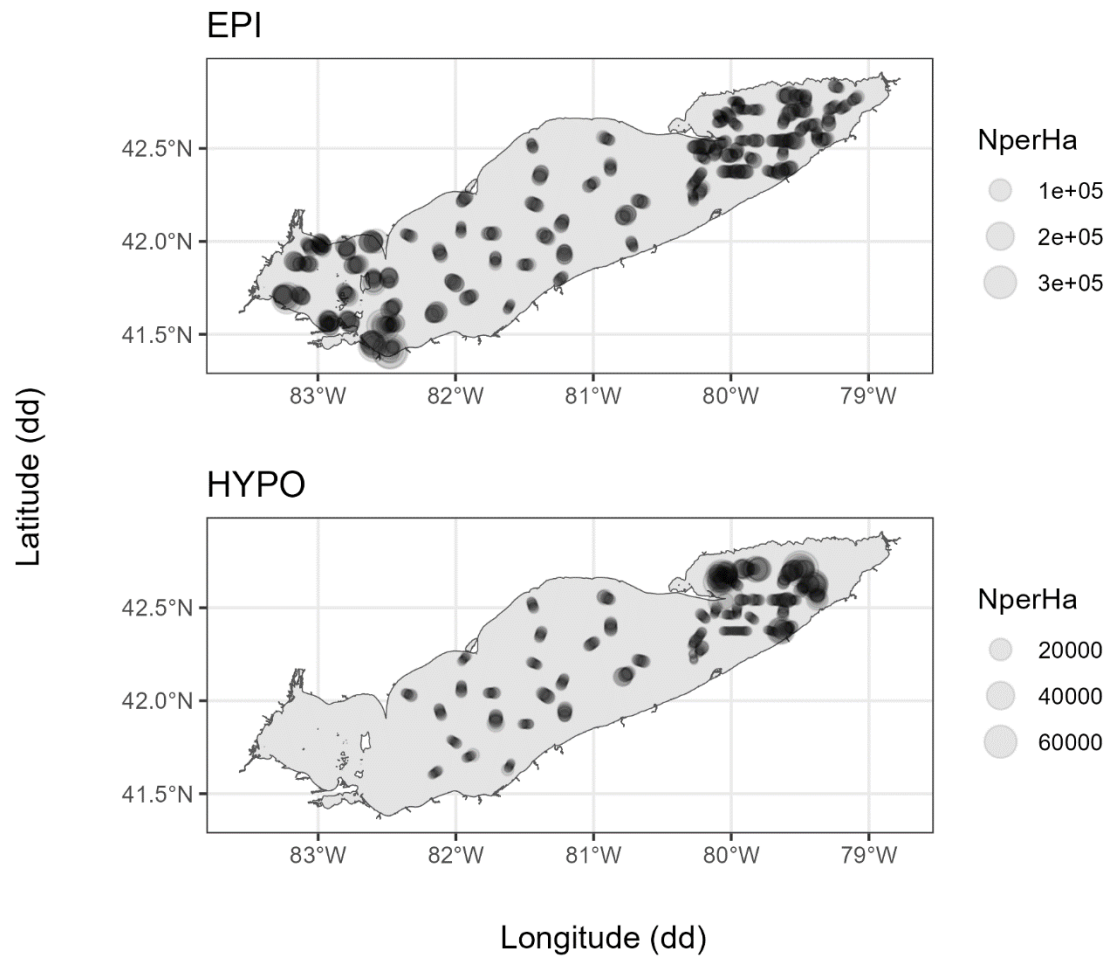 EPI
42.5°N
42.0°N
41.5°N
83°W 82°W 81°W 80°W 79°W
NperHa
1e+05
2e+05
3e+05
Latitude (dd)
HYPO
42.5°N
42.0°N
41.5°N
83°W 82°W 81°W 80°W 79°W
NperHa
20000
40000
60000
Longitude (dd)